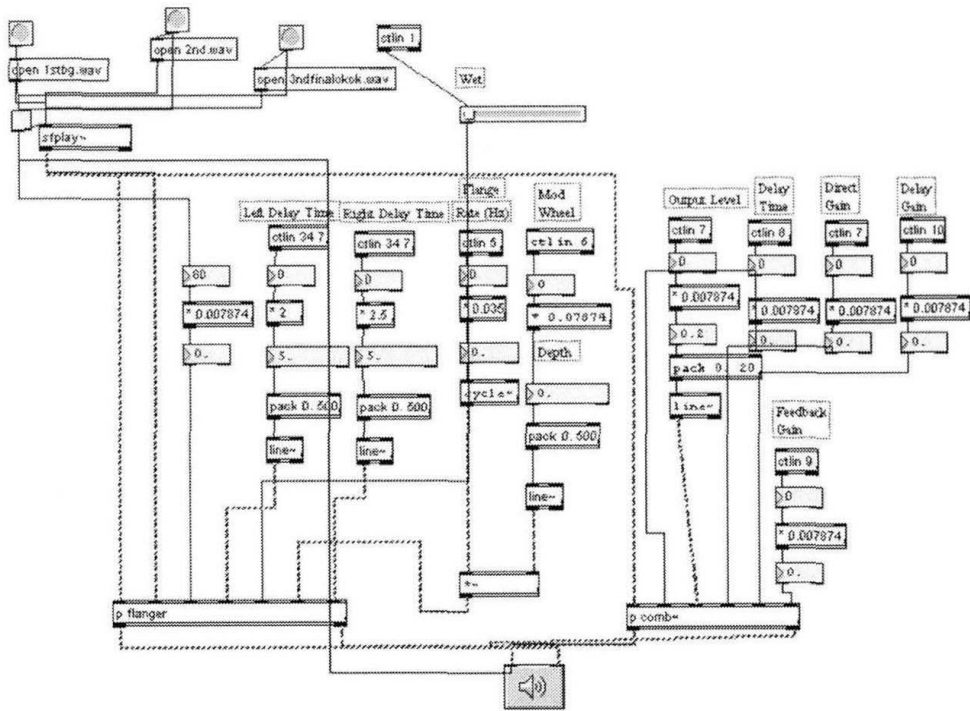 ctlin 1
open 2nd.wav
open 1stbg.wav
open 3ndfinalokok.wav
Wet
sfplay~
Left Delay Time
Right Delay Time
Flange
Rate (Hz)
Mod
Wheel
Output Level
Delay
Time
Direct
Gain
Delay
Gain
ctlin 34 7
ctlin 34 7
ctlin 5
ctlin 6
ctlin 7
ctlin 8
ctlin 7
ctlin 10
80
0
0
0
0
0
0
0
0
* 0.007874
* 2
* 2.5
* 0.035
* 0.07874
* 0.007874
* 0.007874
* 0.007874
* 0.007874
0.
5.
5.
0.
Depth
0.2
0.
0.
0.
pack 0. 500
pack 0. 500
cycle~
0.
pack 0. 20
line~
line~
pack 0. 500
line~
line~
Feedback
Gain
ctlin 9
0
* 0.007874
0.
*~
p flanger
p comb~